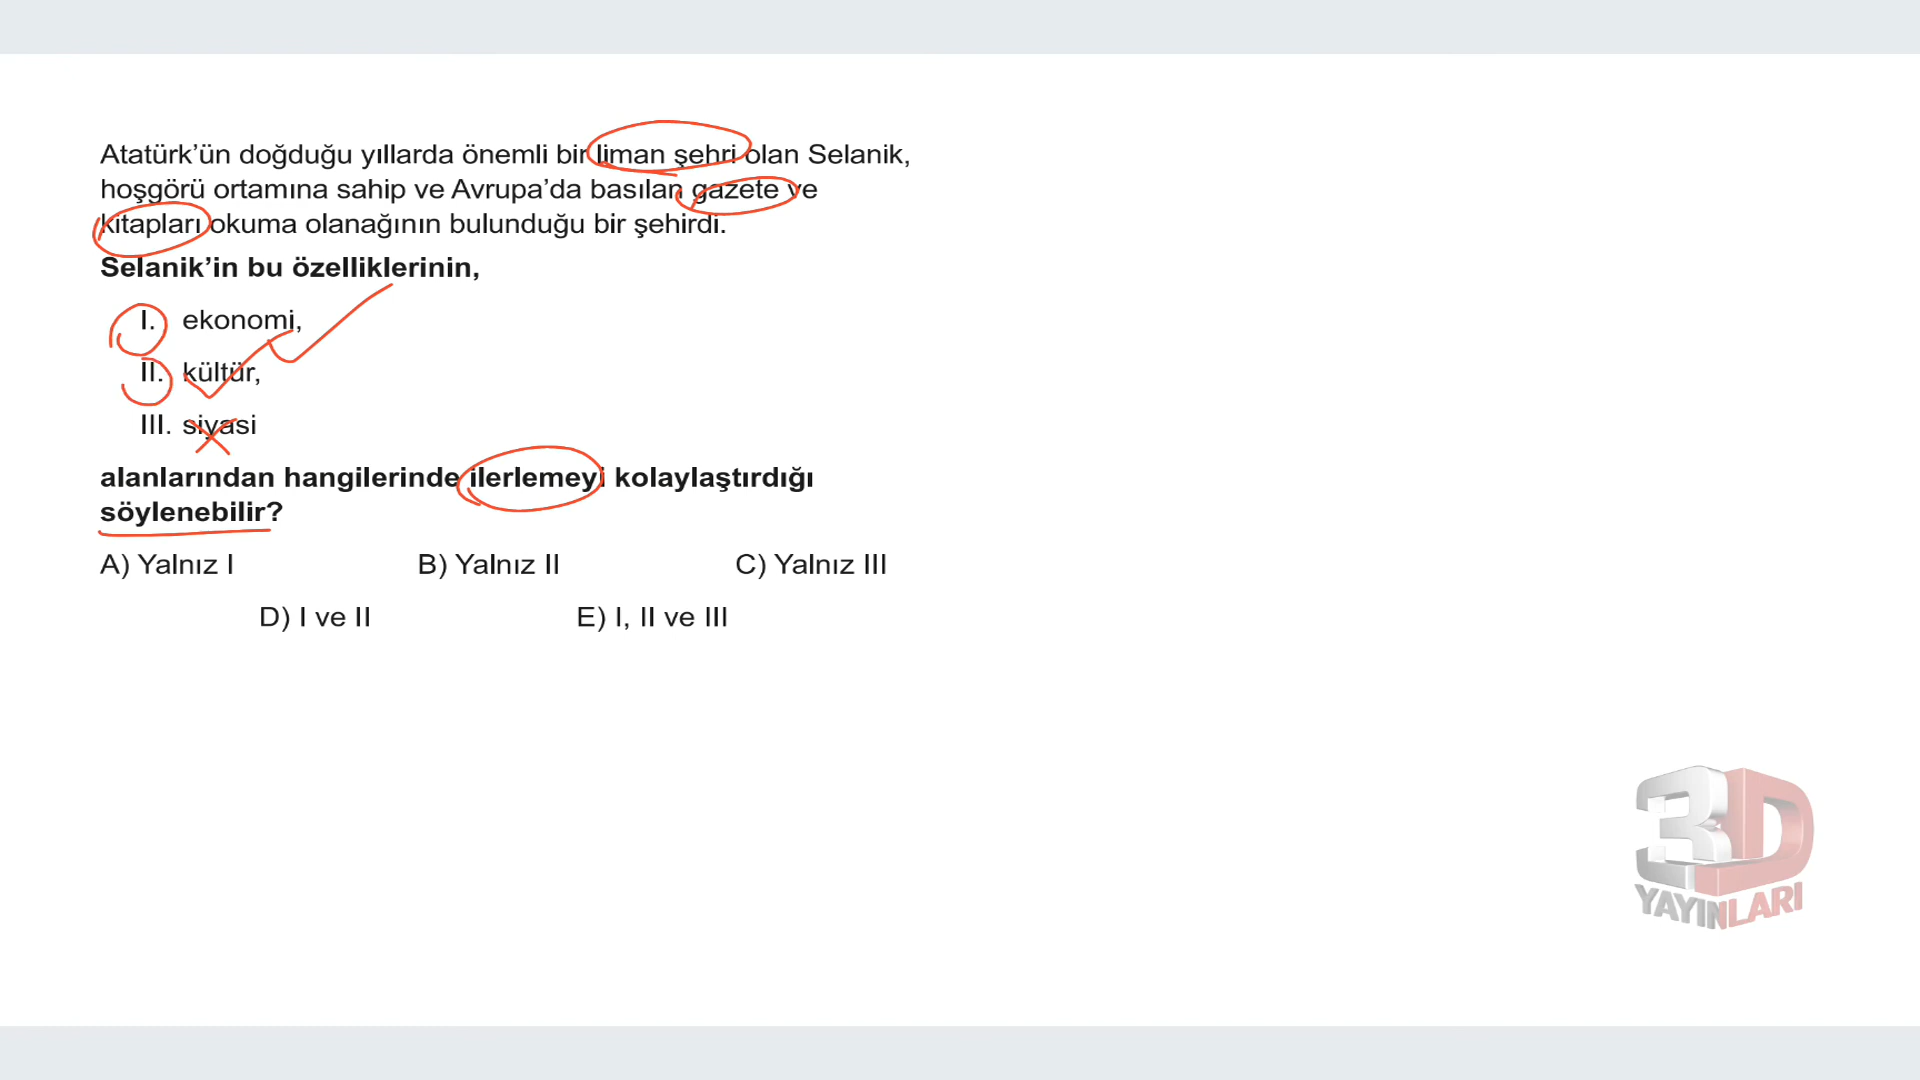 Atatürk’ün doğduğu yıllarda önemli bir liman şehri olan Selanik,
hoşgörü ortamına sahip ve Avrupa’da basılan gazete ve
kitapları okuma olanağının bulunduğu bir şehirdi.
Selanik’in bu özelliklerinin,
I. ekonomi,
II. kültür,
III. siyasi
alanlarından hangilerinde ilerlemeyi kolaylaştırdığı
söylenebilir?
A) Yalnız I B) Yalnız II C) Yalnız III
D) I ve II E) I, II ve III
3D
YAYINLARI